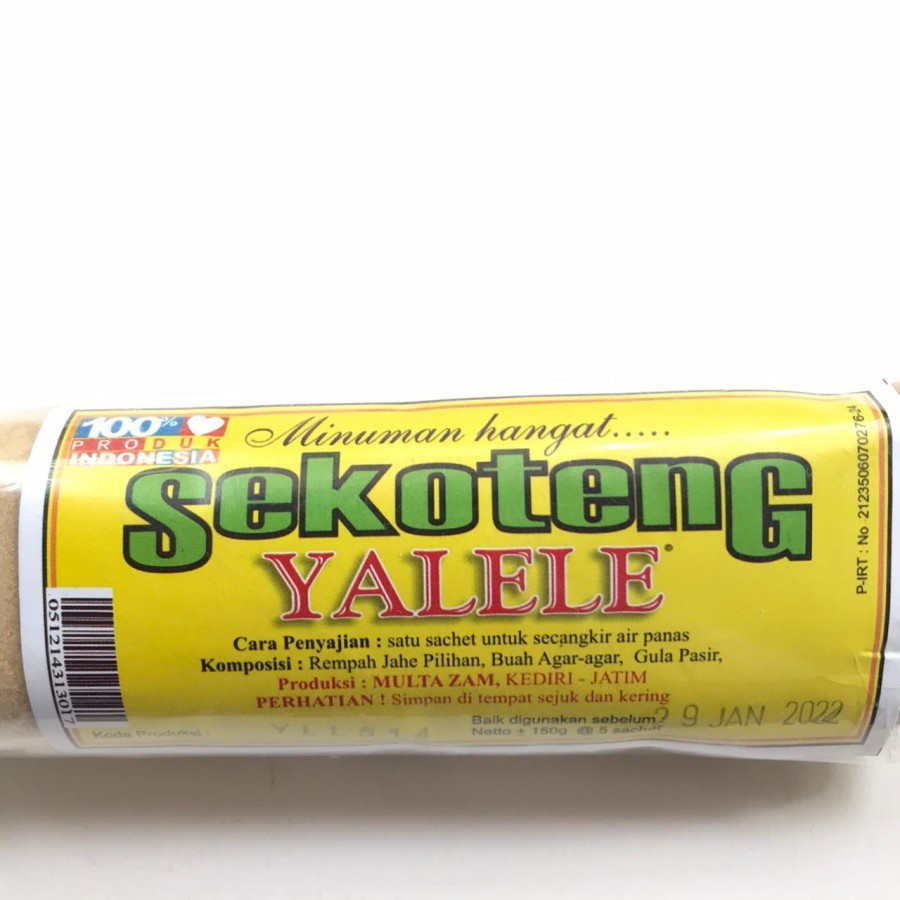 100%
PRODUK
INDONESIA
Minuman hangat.....
Sekoteng
YALELE®
Cara Penyajian : satu sachet untuk secangkir air panas
Komposisi : Rempah Jahe Pilihan, Buah Agar-agar, Gula Pasir,
Produksi : MULTA ZAM, KEDIRI - JATIM
PERHATIAN ! Simpan di tempat sejuk dan kering
Baik digunakan sebelum 29 JAN 2022
Netto ± 150g @ 5 sachet
Kode Produksi :
051214313017
P-IRT : No 2123506070276-24